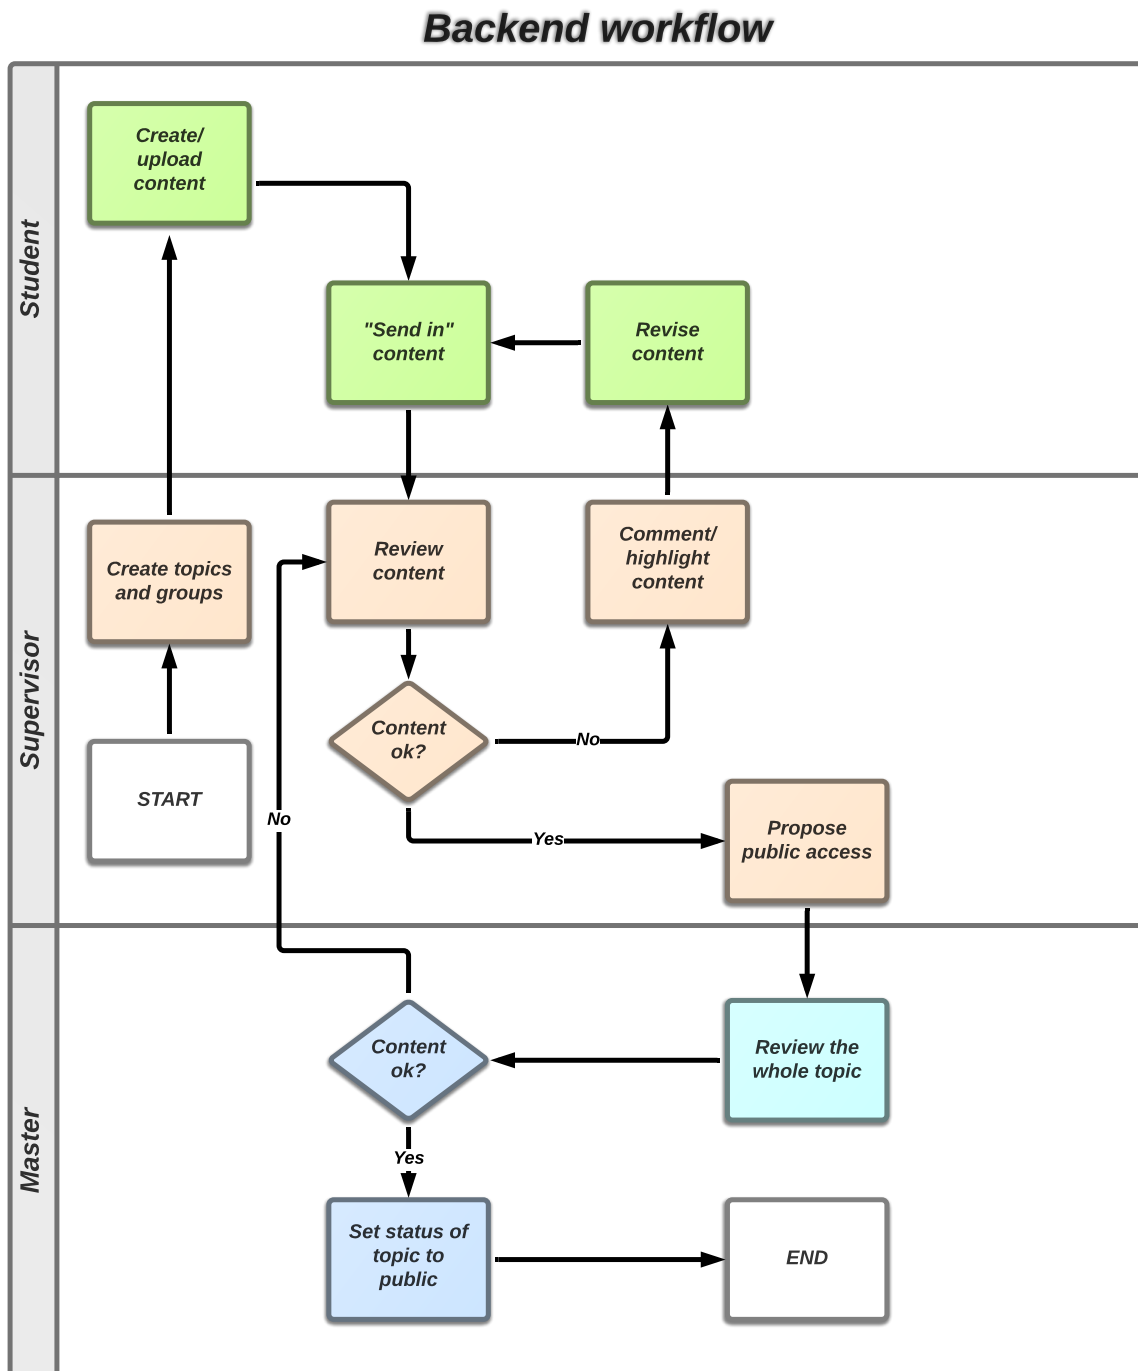 Backend workflow
Student
Create/
upload
content
"Send in"
content
Revise
content
Supervisor
Create topics
and groups
Review
content
Comment/
highlight
content
Content
ok?
No
START
No
Yes
Propose
public access
Master
Content
ok?
Review the
whole topic
Yes
Set status of
topic to
public
END